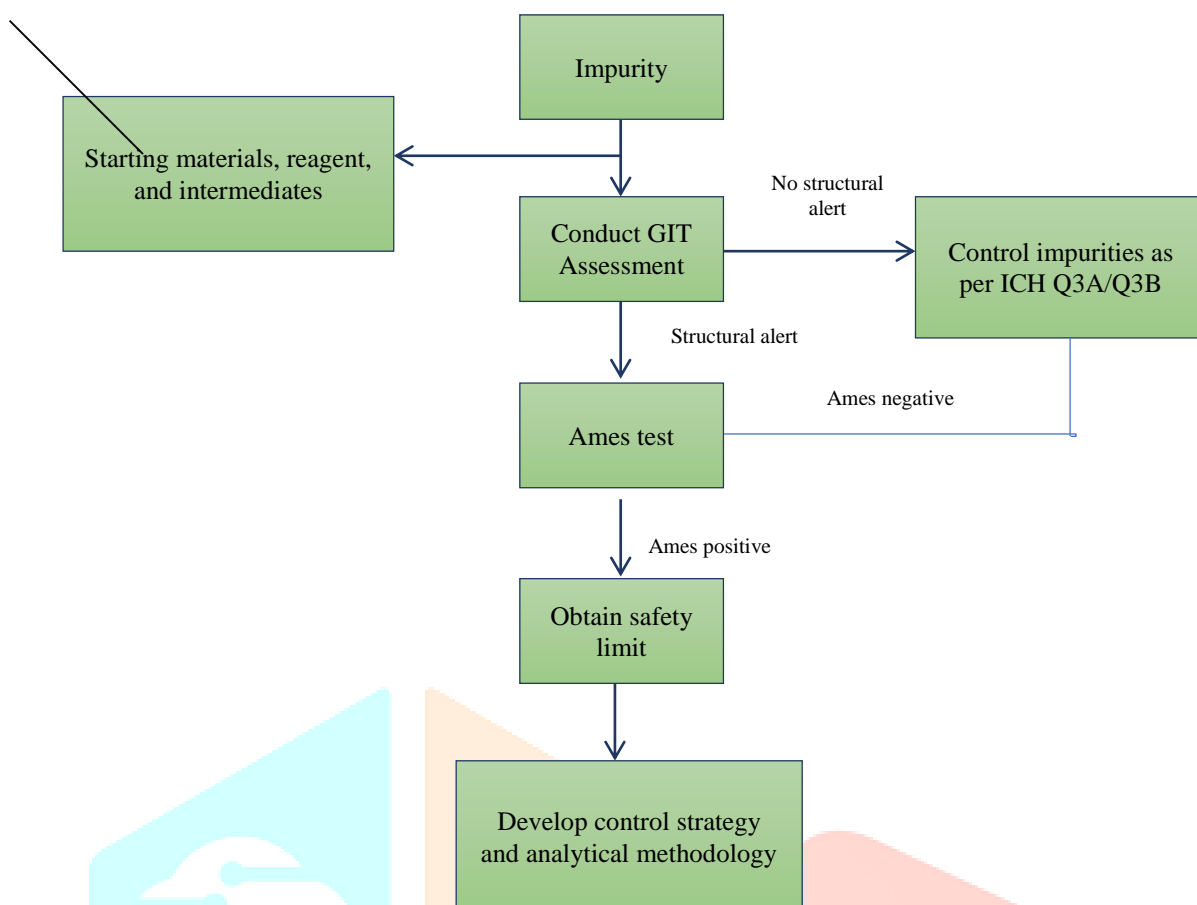 Impurity
Starting materials, reagent,
and intermediates
No structural
alert
Conduct GIT
Assessment
Control impurities as
per ICH Q3A/Q3B
Structural alert
Ames negative
Ames test
Ames positive
Obtain safety
limit
Develop control strategy
and analytical methodology